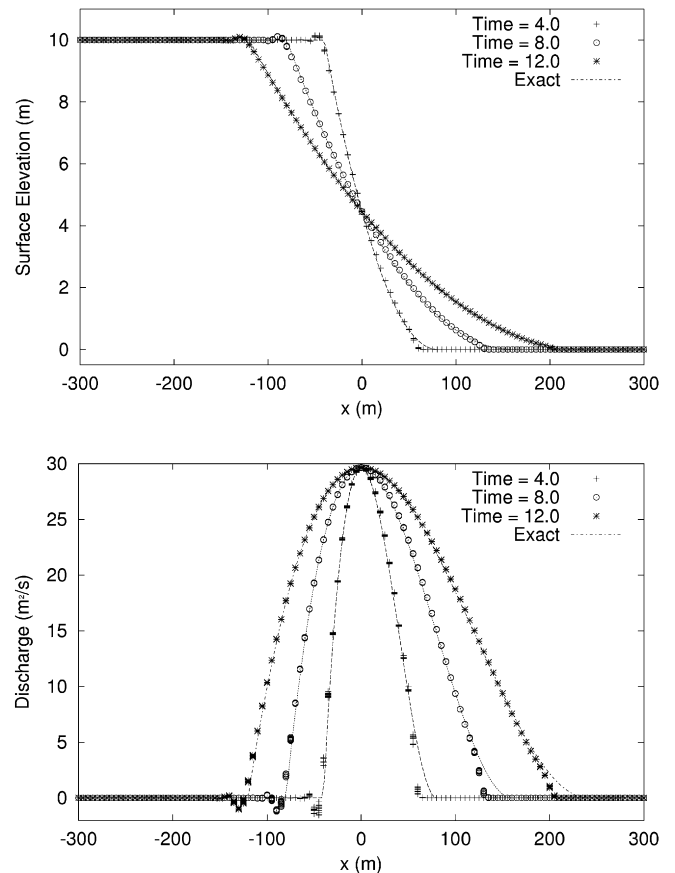 Surface Elevation (m)
10
8
6
4
2
0
Time = 4.0
Time = 8.0
Time = 12.0
Exact
-300 -200 -100 0 100 200 300
x (m)
Discharge (m²/s)
30
25
20
15
10
5
0
Time = 4.0
Time = 8.0
Time = 12.0
Exact
-300 -200 -100 0 100 200 300
x (m)